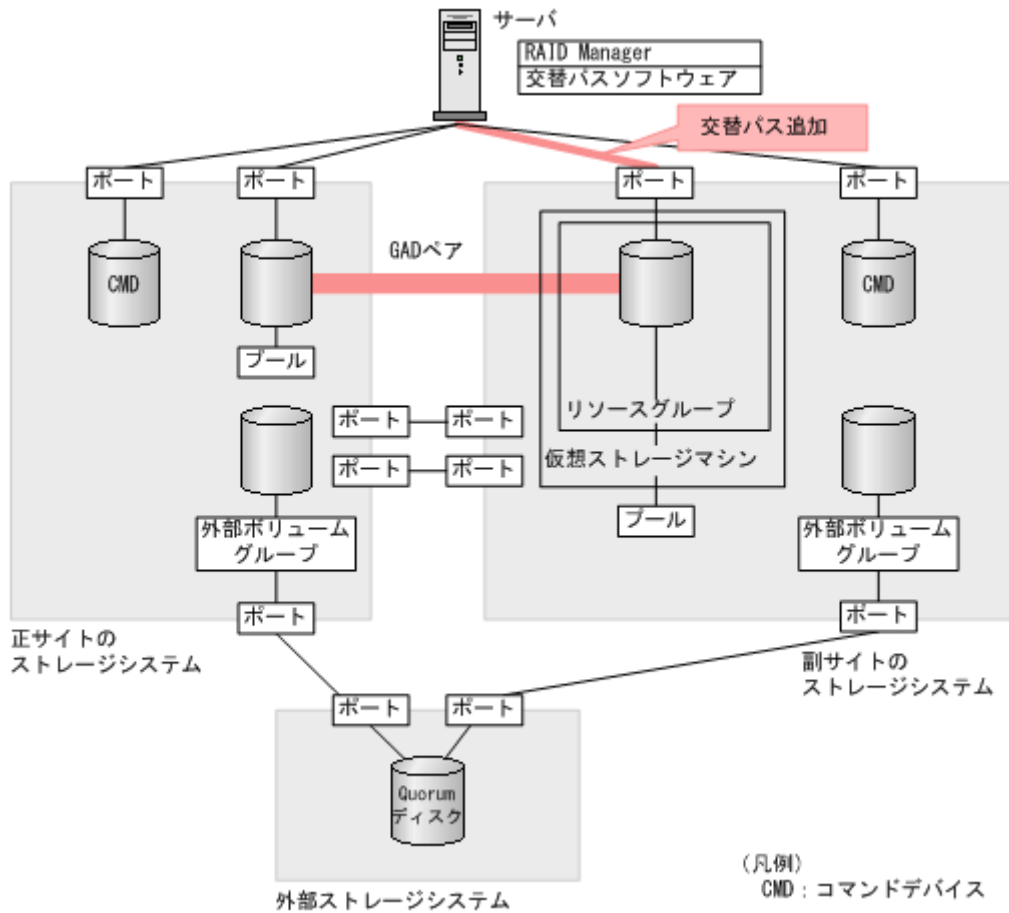 サーバ
RAID Manager
交替パスソフトウェア
交替パス追加
ポート
ポート
ポート
ポート
GADペア
CMD
CMD
プール
リソースグループ
ポート
ポート
仮想ストレージマシン
ポート
ポート
プール
外部ボリューム
グループ
外部ボリューム
グループ
ポート
ポート
正サイトの
ストレージシステム
副サイトの
ストレージシステム
ポート
ポート
Quorum
ディスク
外部ストレージシステム
(凡例)
CMD：コマンドデバイス